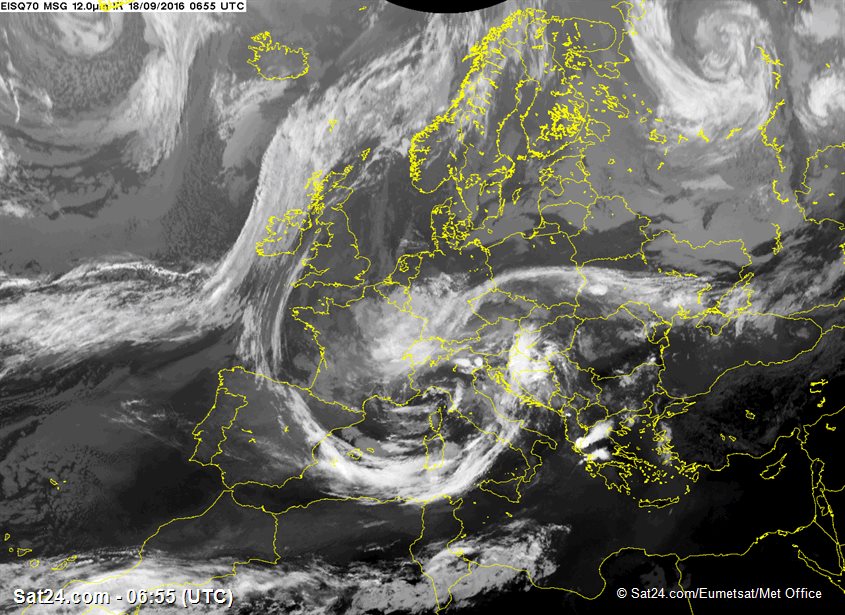 EISQ70 MSG 12.0µm IR 18/09/2016 0655 UTC
Sat24.com - 06:55 (UTC)
© Sat24.com/Eumetsat/Met Office